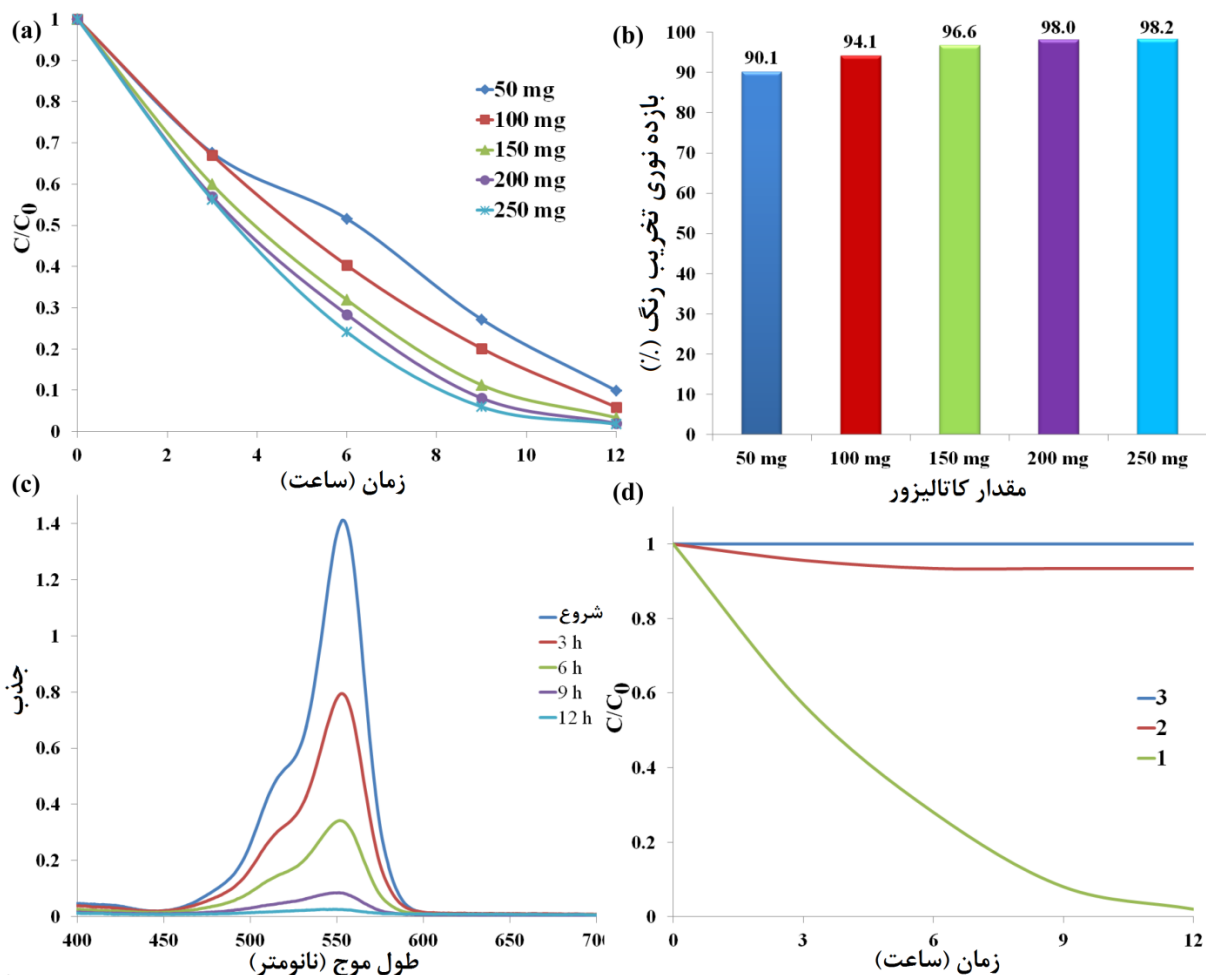 (a)
1
0.9
0.8
0.7
0.6
0.5
0.4
0.3
0.2
0.1
0
C/C0
50 mg
100 mg
150 mg
200 mg
250 mg
0 2 4 6 8 10 12
زمان (ساعت)
(b)
100
90
80
70
60
50
40
30
20
10
0
بازده نوری تخریب رنگ (٪)
90.1 94.1 96.6 98.0 98.2
50 mg 100 mg 150 mg 200 mg 250 mg
مقدار کاتالیزور
(c)
1.4
1.2
1
0.8
0.6
0.4
0.2
0
جذب
شروع
3 h
6 h
9 h
12 h
400 450 500 550 600 650 700
طول موج (نانومتر)
(d)
1
0.8
0.6
0.4
0.2
0
C/C0
3
2
1
0 3 6 9 12
زمان (ساعت)